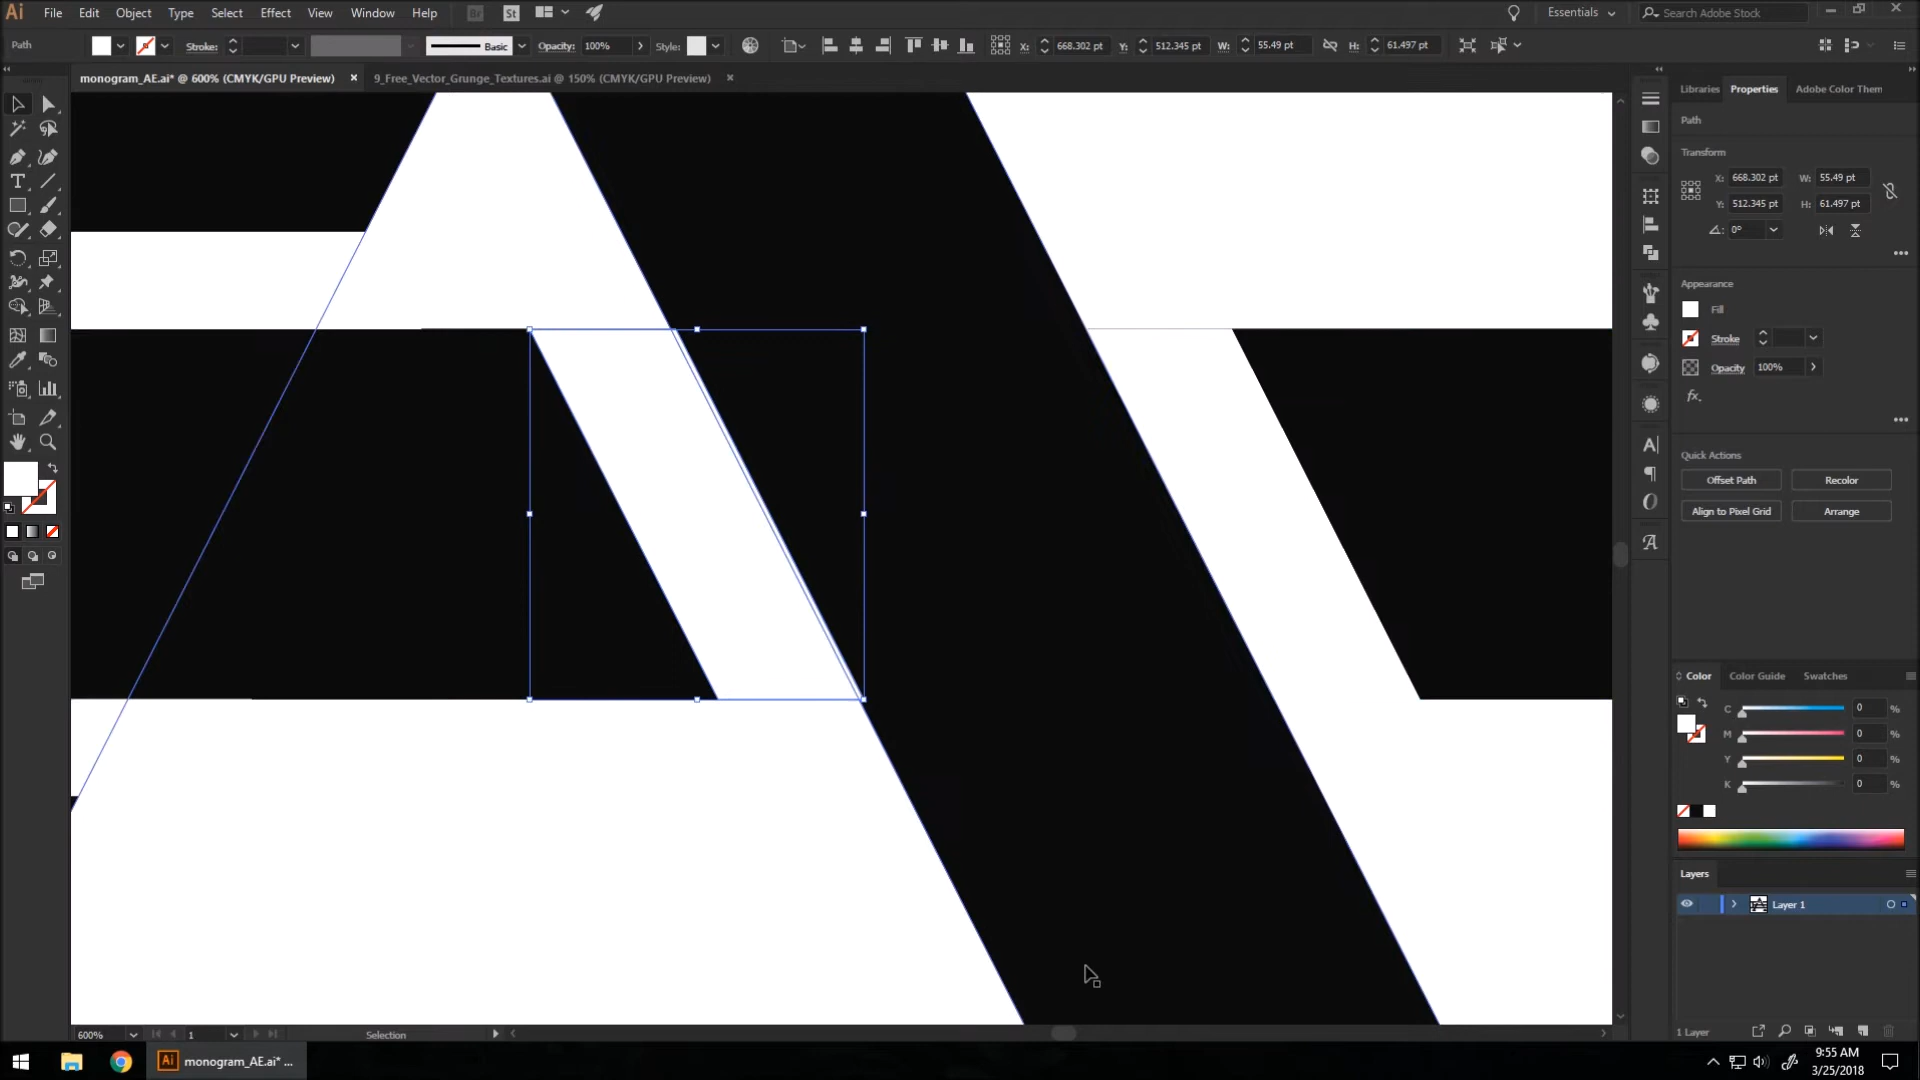 Ai File Edit Object Type Select Effect View Window Help Br St Essentials Search Adobe Stock
Path Stroke: Basic Opacity: 100% Style: X: 668.302 pt Y: 512.345 pt W: 55.49 pt H: 61.497 pt
monogram_AE.ai* @ 600% (CMYK/GPU Preview) × 9_Free_Vector_Grunge_Textures.ai @ 150% (CMYK/GPU Preview) ×
Libraries Properties Adobe Color Them
Path
Transform
X: 668.302 pt W: 55.49 pt
Y: 512.345 pt H: 61.497 pt
0°
Appearance
Fill
Stroke
Opacity 100%
fx.
Quick Actions
Offset Path Recolor
Align to Pixel Grid Arrange
Color Color Guide Swatches
C 0 %
M 0 %
Y 0 %
K 0 %
Layers
Layer 1
1 Layer
600% 1 Selection
Ai monogram_AE.ai* ...
9:55 AM
3/25/2018